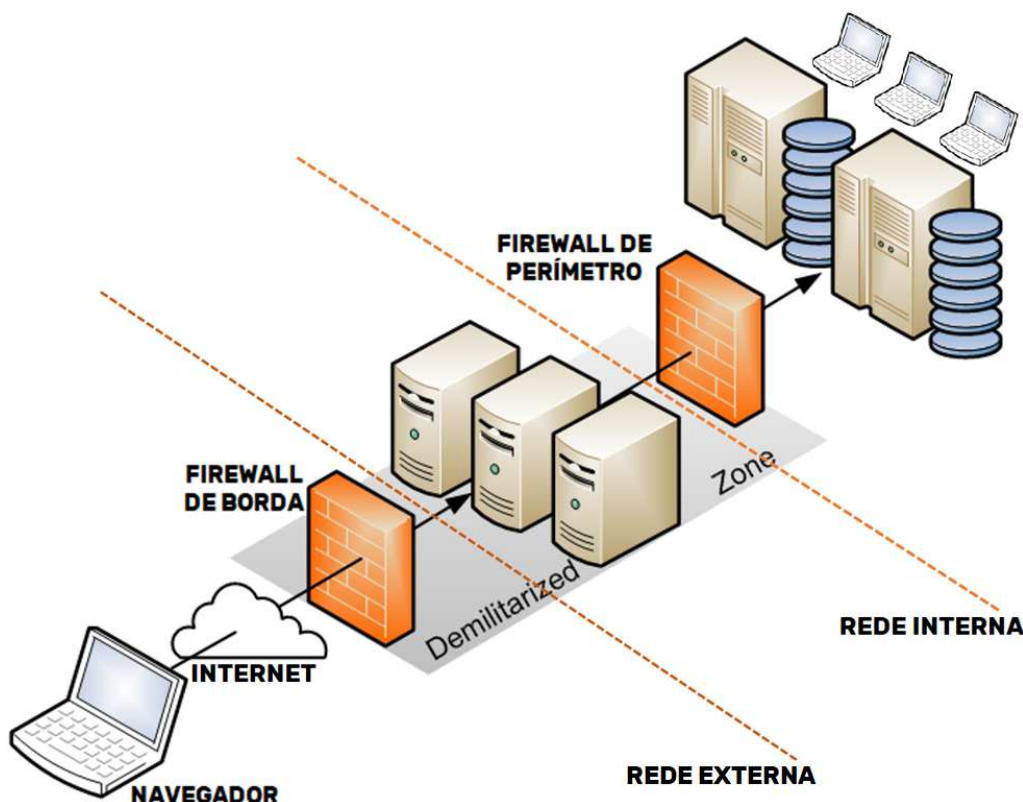 FIREWALL DE
PERÍMETRO
FIREWALL
DE BORDA
Zone
Demilitarized
REDE INTERNA
INTERNET
REDE EXTERNA
NAVEGADOR